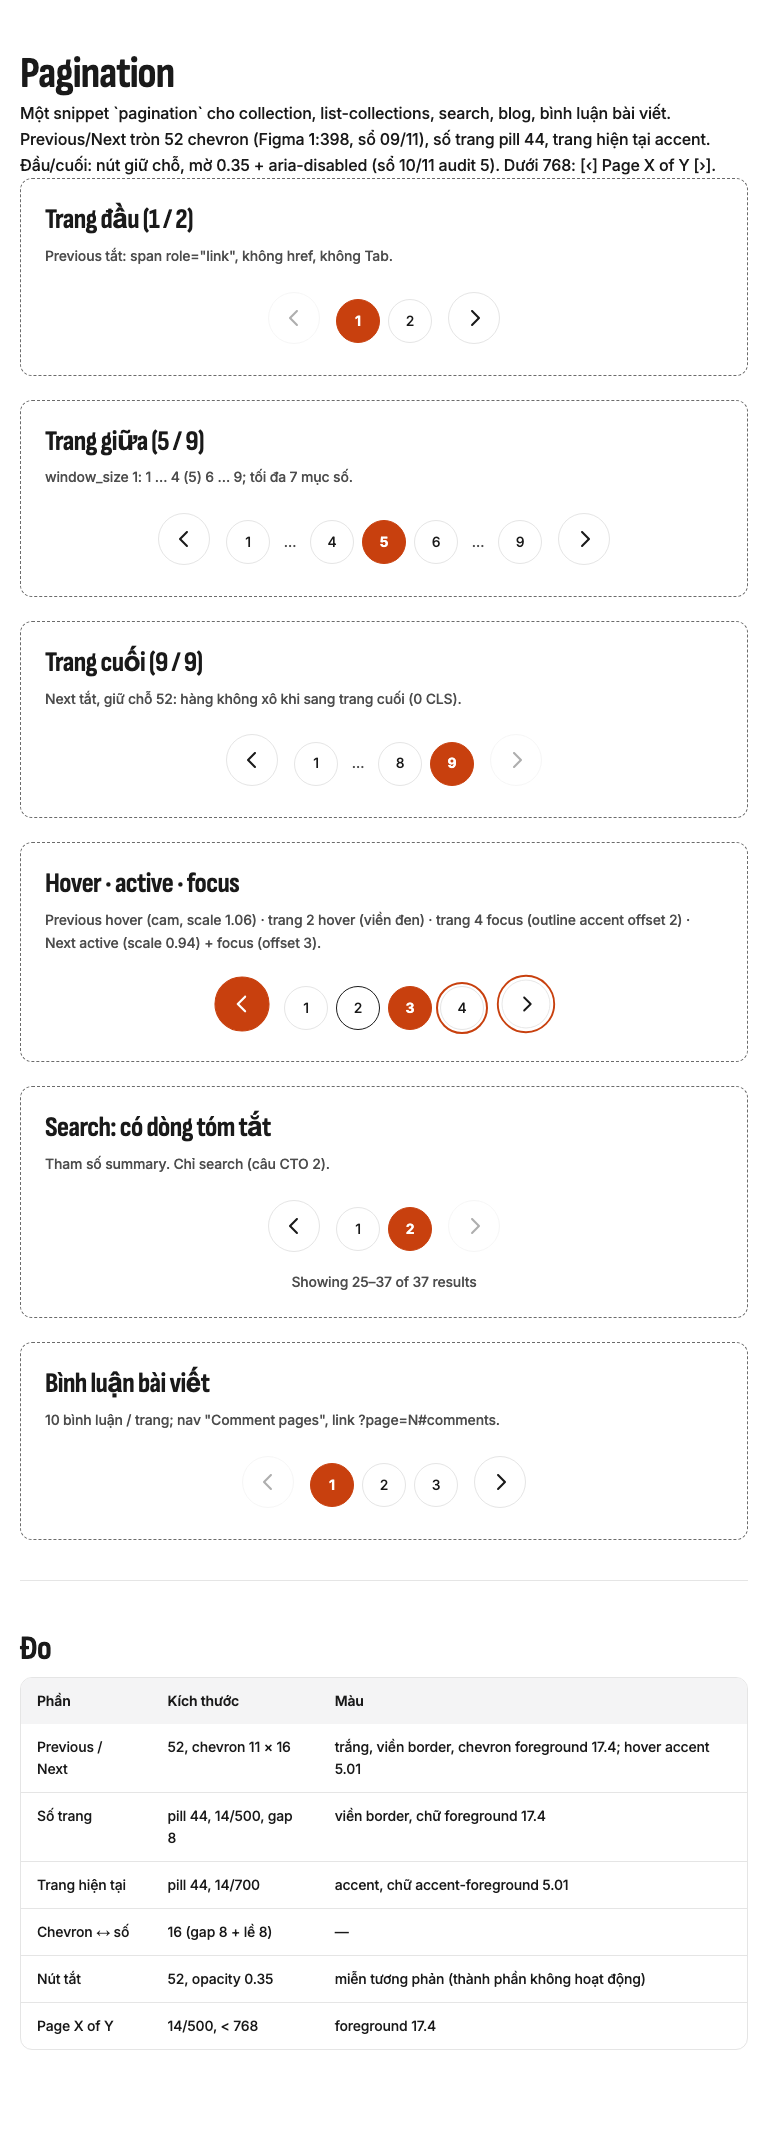 Pagination
Một snippet `pagination` cho collection, list-collections, search, blog, bình luận bài viết.
Previous/Next tròn 52 chevron (Figma 1:398, sổ 09/11), số trang pill 44, trang hiện tại accent.
Đầu/cuối: nút giữ chỗ, mờ 0.35 + aria-disabled (sổ 10/11 audit 5). Dưới 768: [‹] Page X of Y [›].
Trang đầu (1 / 2)
Previous tắt: span role="link", không href, không Tab.
1 2
Trang giữa (5 / 9)
window_size 1: 1 … 4 (5) 6 … 9; tối đa 7 mục số.
1 … 4 5 6 … 9
Trang cuối (9 / 9)
Next tắt, giữ chỗ 52: hàng không xô khi sang trang cuối (0 CLS).
1 … 8 9
Hover · active · focus
Previous hover (cam, scale 1.06) · trang 2 hover (viền đen) · trang 4 focus (outline accent offset 2) ·
Next active (scale 0.94) + focus (offset 3).
1 2 3 4
Search: có dòng tóm tắt
Tham số summary. Chỉ search (câu CTO 2).
1 2
Showing 25–37 of 37 results
Bình luận bài viết
10 bình luận / trang; nav "Comment pages", link ?page=N#comments.
1 2 3
Đo
Phần Kích thước Màu
Previous / 52, chevron 11 × 16 trắng, viền border, chevron foreground 17.4; hover accent
Next 5.01
Số trang pill 44, 14/500, gap viền border, chữ foreground 17.4
8
Trang hiện tại pill 44, 14/700 accent, chữ accent-foreground 5.01
Chevron ↔ số 16 (gap 8 + lề 8) —
Nút tắt 52, opacity 0.35 miễn tương phản (thành phần không hoạt động)
Page X of Y 14/500, < 768 foreground 17.4